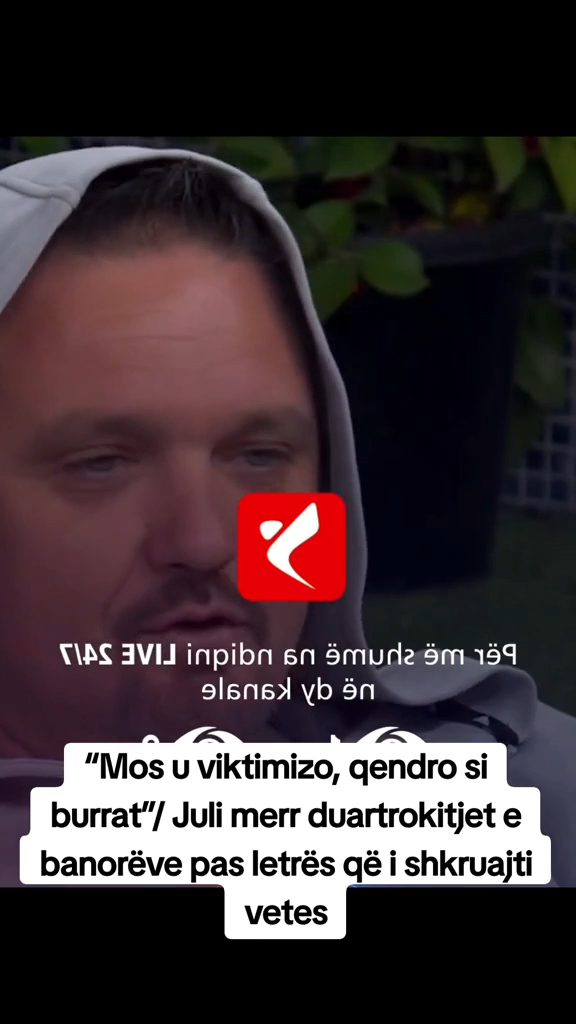 Për më shumë na ndiqni LIVE 24/7
në dy kanale
“Mos u viktimizo, qendro si
burrat”/ Juli merr duartrokitjet e
banorëve pas letrës që i shkruajti
vetes